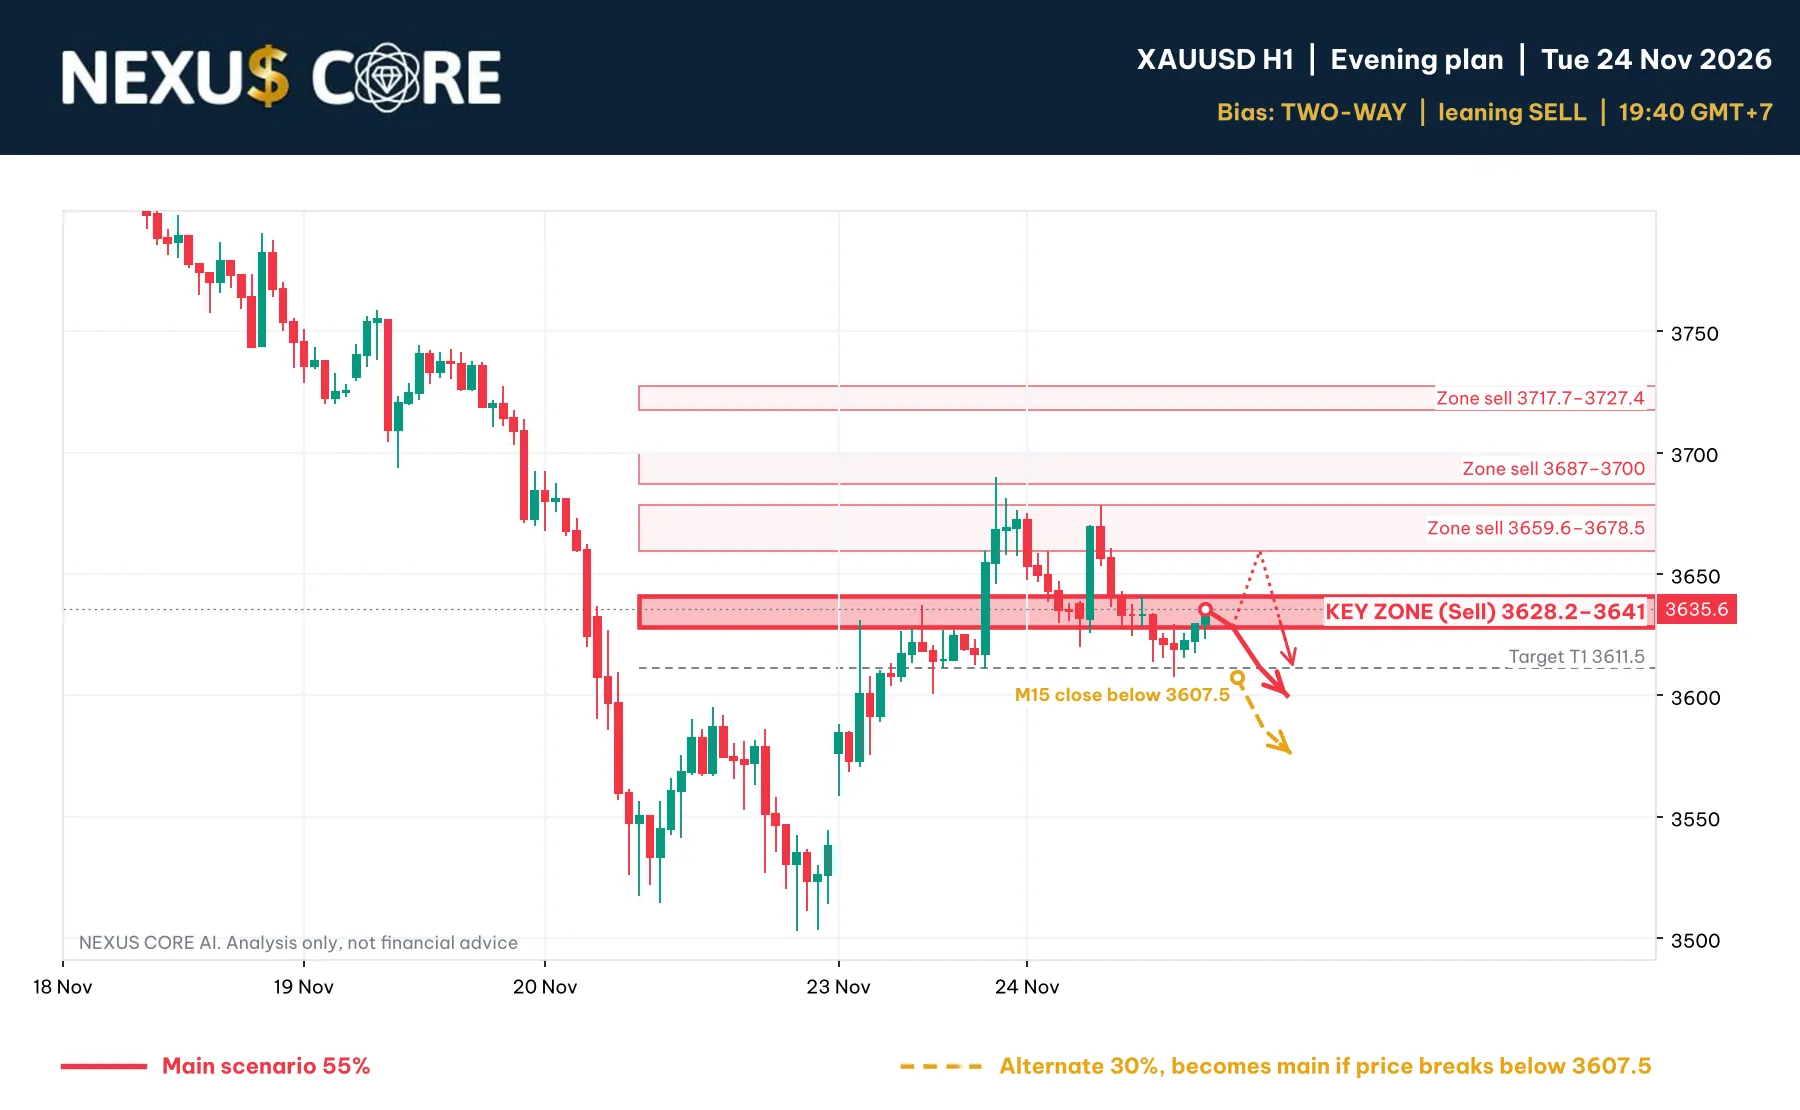 NEXU$ CORE
XAUUSD H1 | Evening plan | Tue 24 Nov 2026
Bias: TWO-WAY | leaning SELL | 19:40 GMT+7
3750
Zone sell 3717.7–3727.4
3700
Zone sell 3687–3700
Zone sell 3659.6–3678.5
3650
KEY ZONE (Sell) 3628.2–3641
3635.6
Target T1 3611.5
M15 close below 3607.5
3600
3550
NEXUS CORE AI. Analysis only, not financial advice
3500
18 Nov
19 Nov
20 Nov
23 Nov
24 Nov
Main scenario 55%
Alternate 30%, becomes main if price breaks below 3607.5